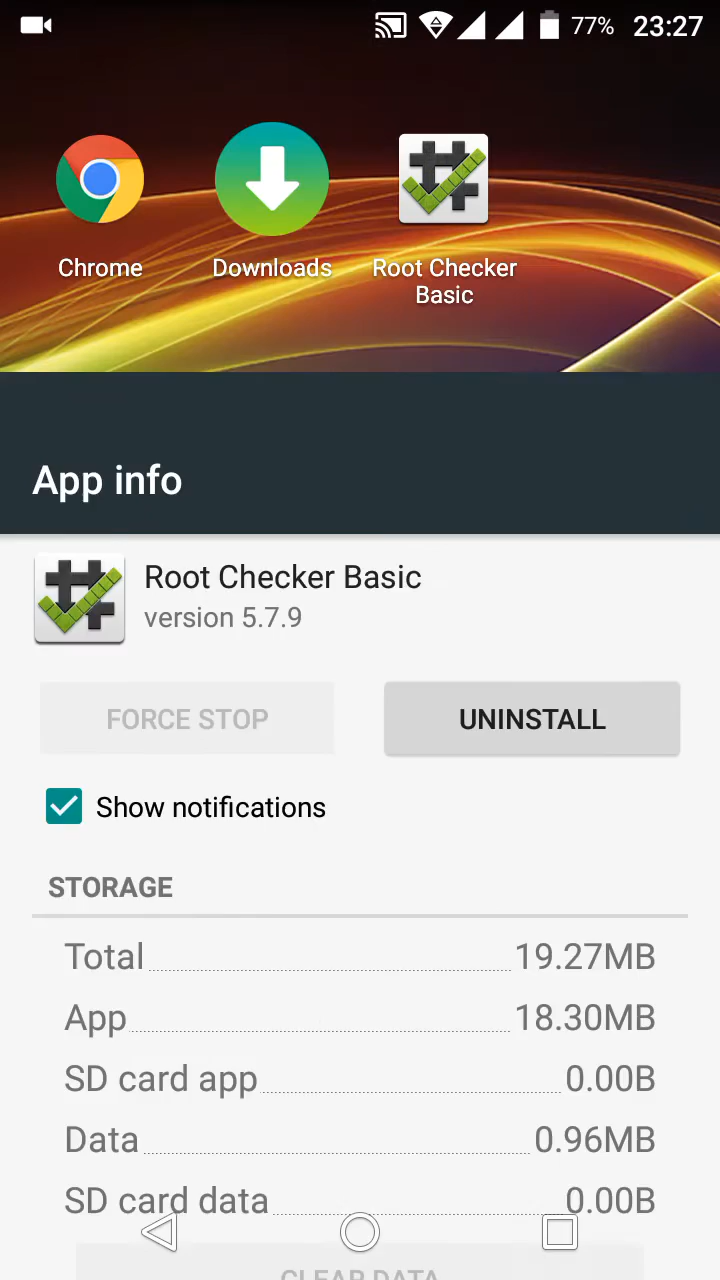 77% 23:27
Chrome
Downloads
Root Checker
Basic
App info
Root Checker Basic
version 5.7.9
FORCE STOP
UNINSTALL
Show notifications
STORAGE
Total 19.27MB
App 18.30MB
SD card app 0.00B
Data 0.96MB
SD card data 0.00B
CLEAR DATA